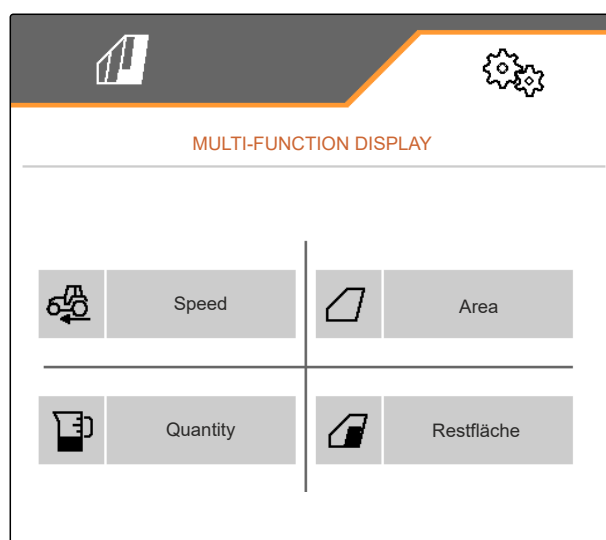 MULTI-FUNCTION DISPLAY
Speed
Area
Quantity
Restfläche